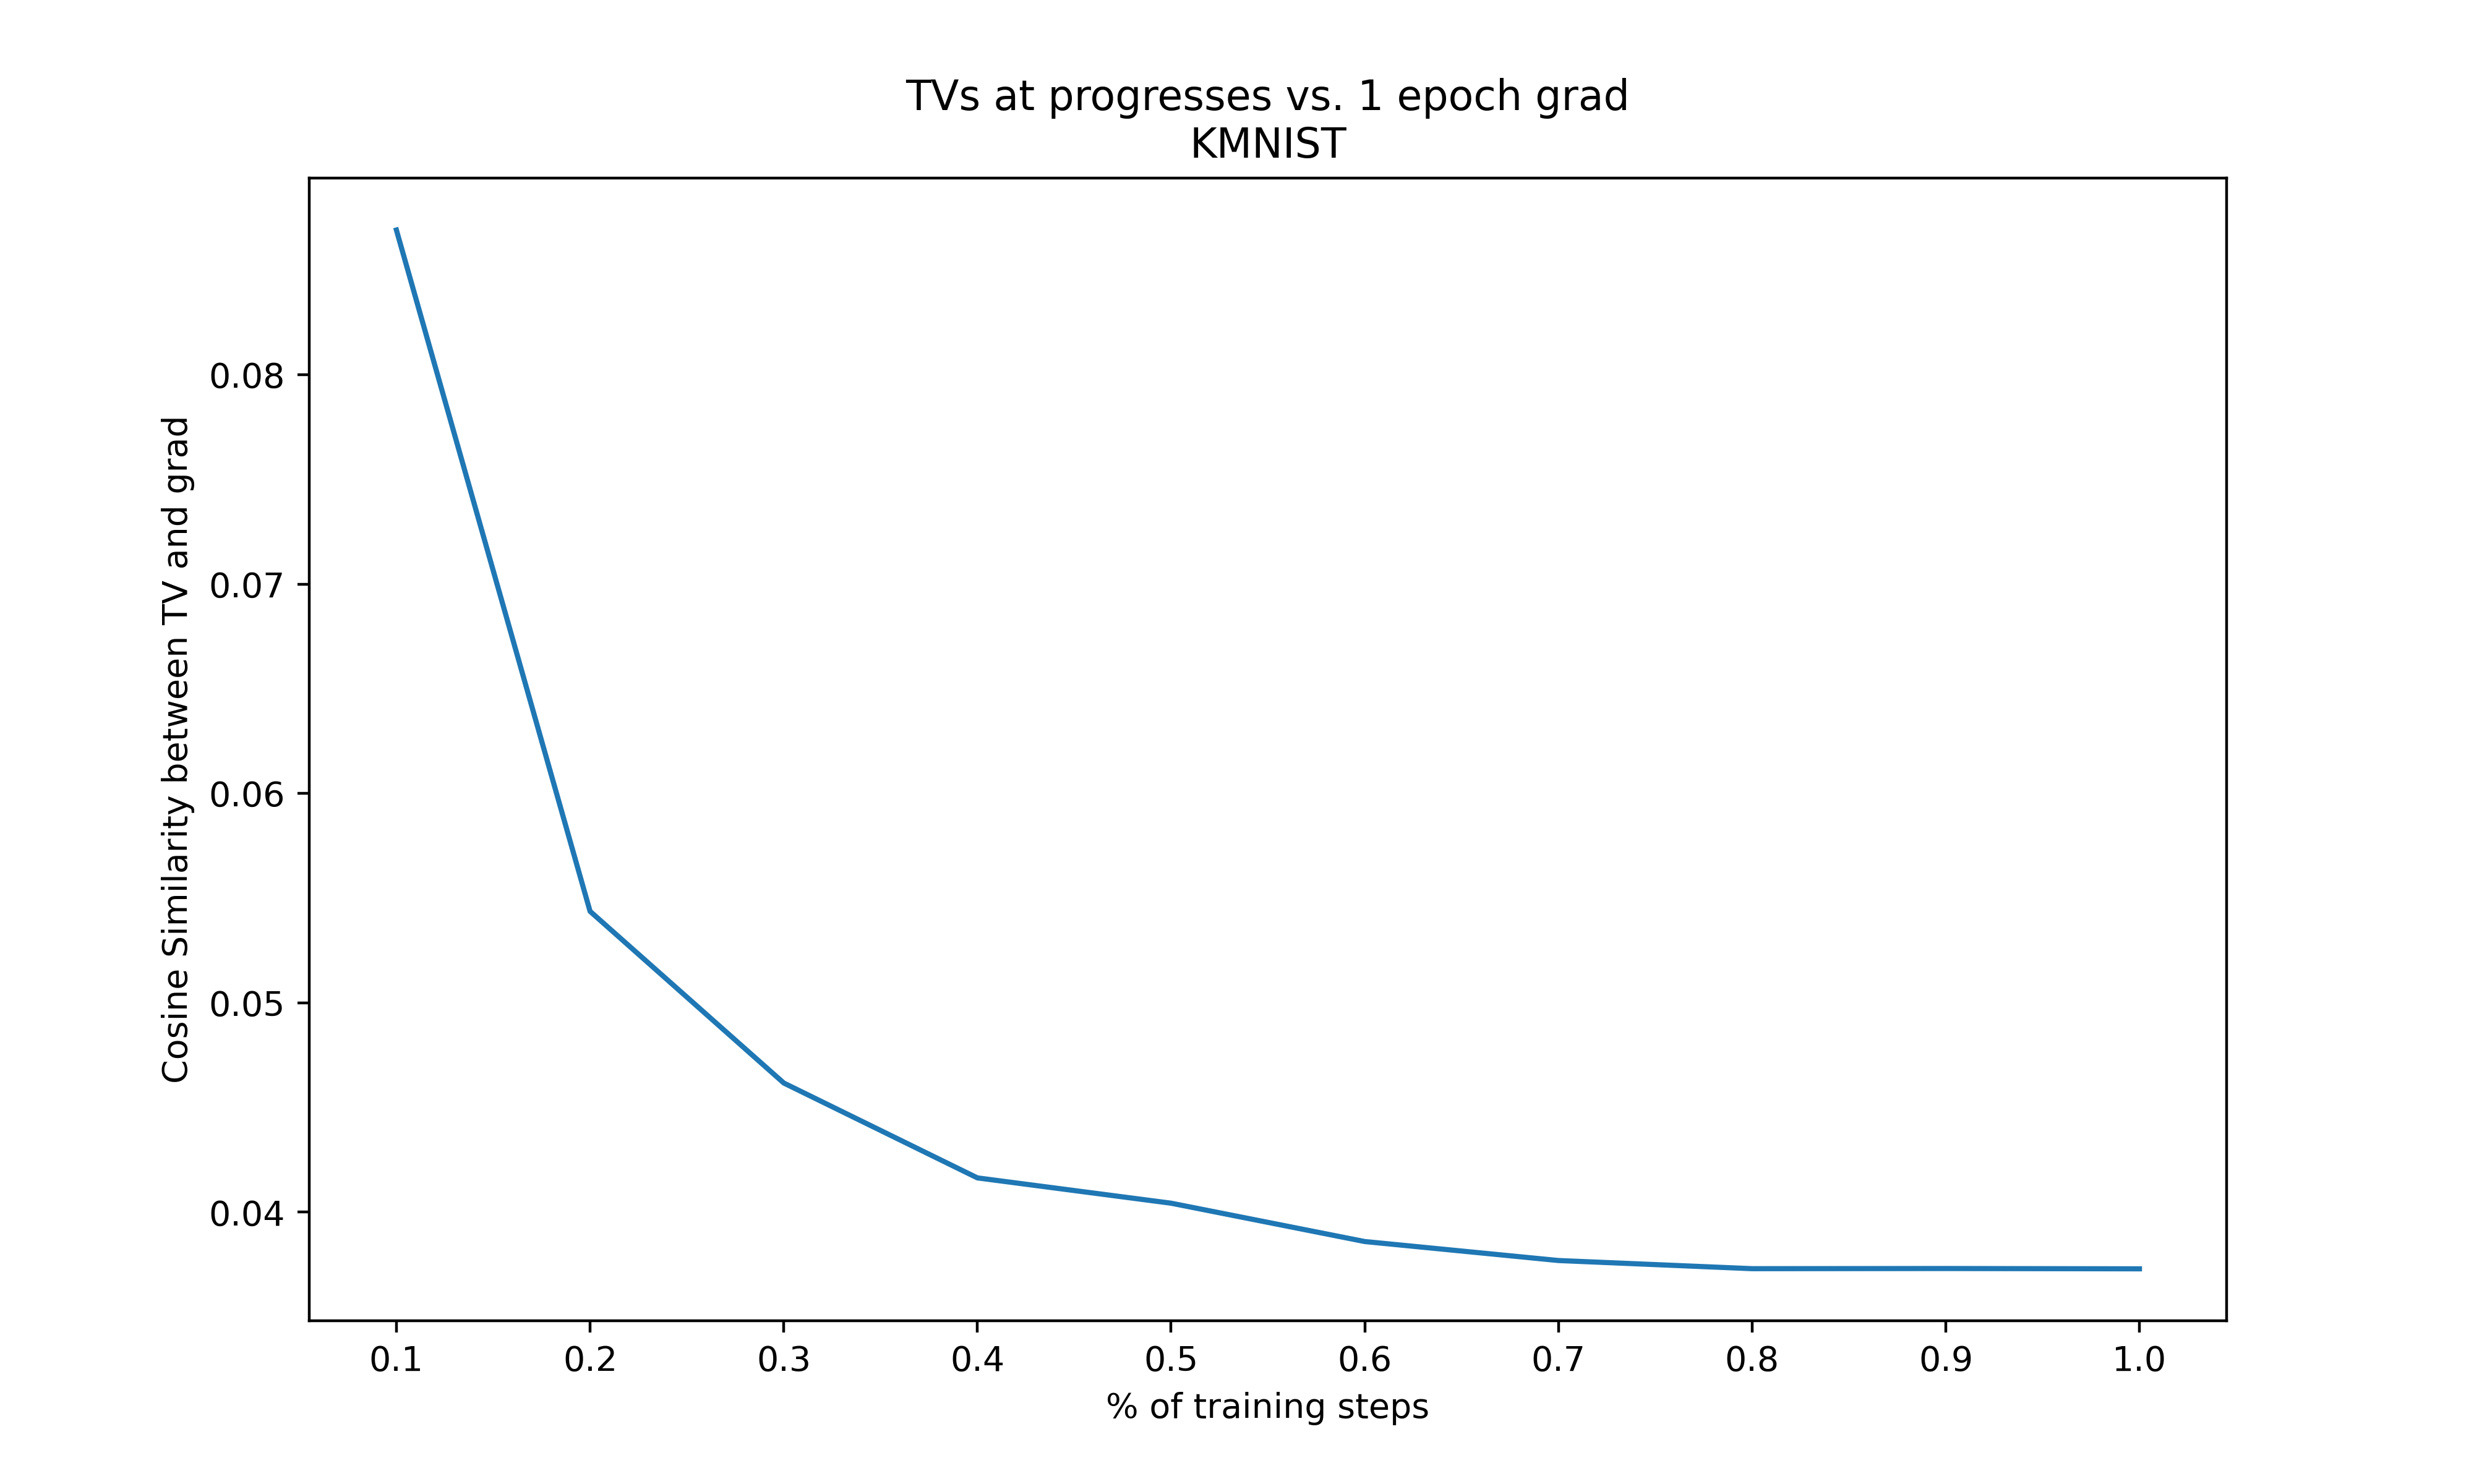 TVs at progresses vs. 1 epoch grad
KMNIST
Cosine Similarity between TV and grad
0.08
0.07
0.06
0.05
0.04
0.1 0.2 0.3 0.4 0.5 0.6 0.7 0.8 0.9 1.0
% of training steps